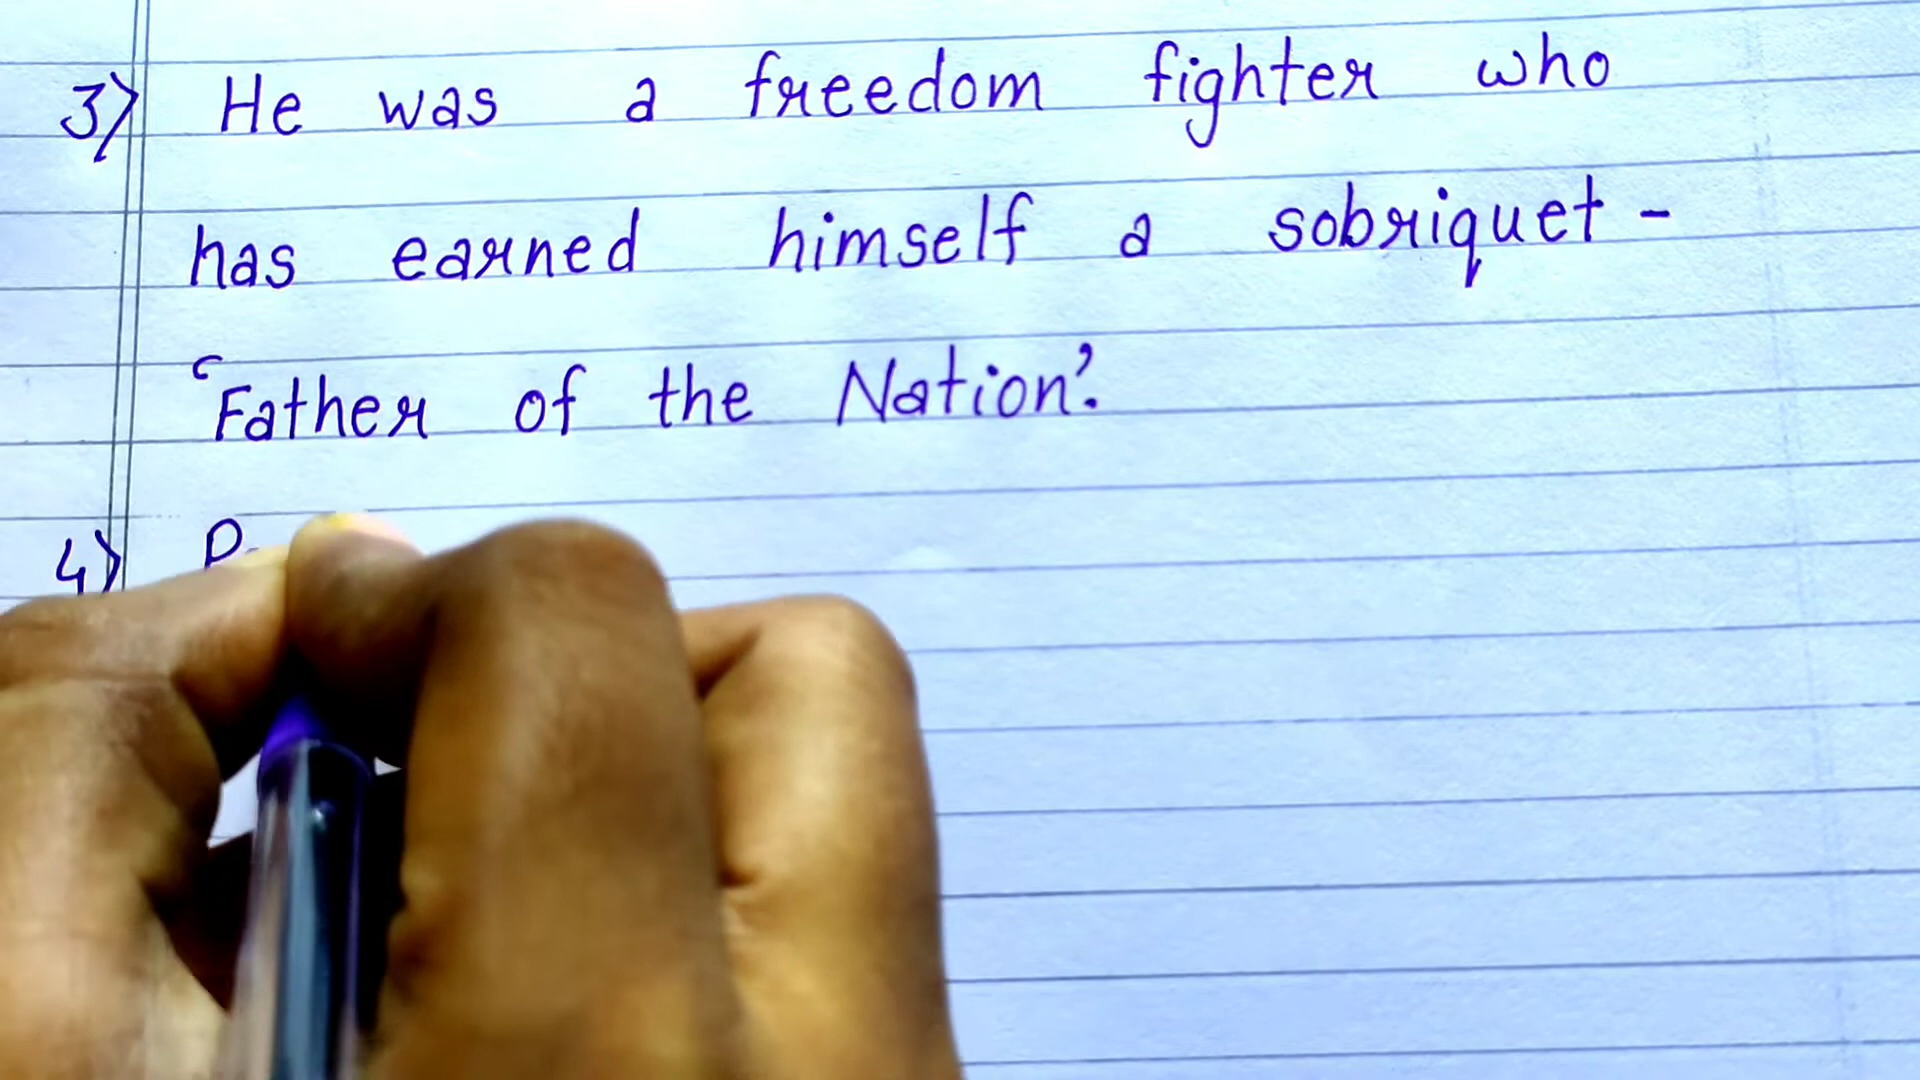 3) He was a freedom fighter who
has earned himself a sobriquet -
'Father of the Nation'.
4)